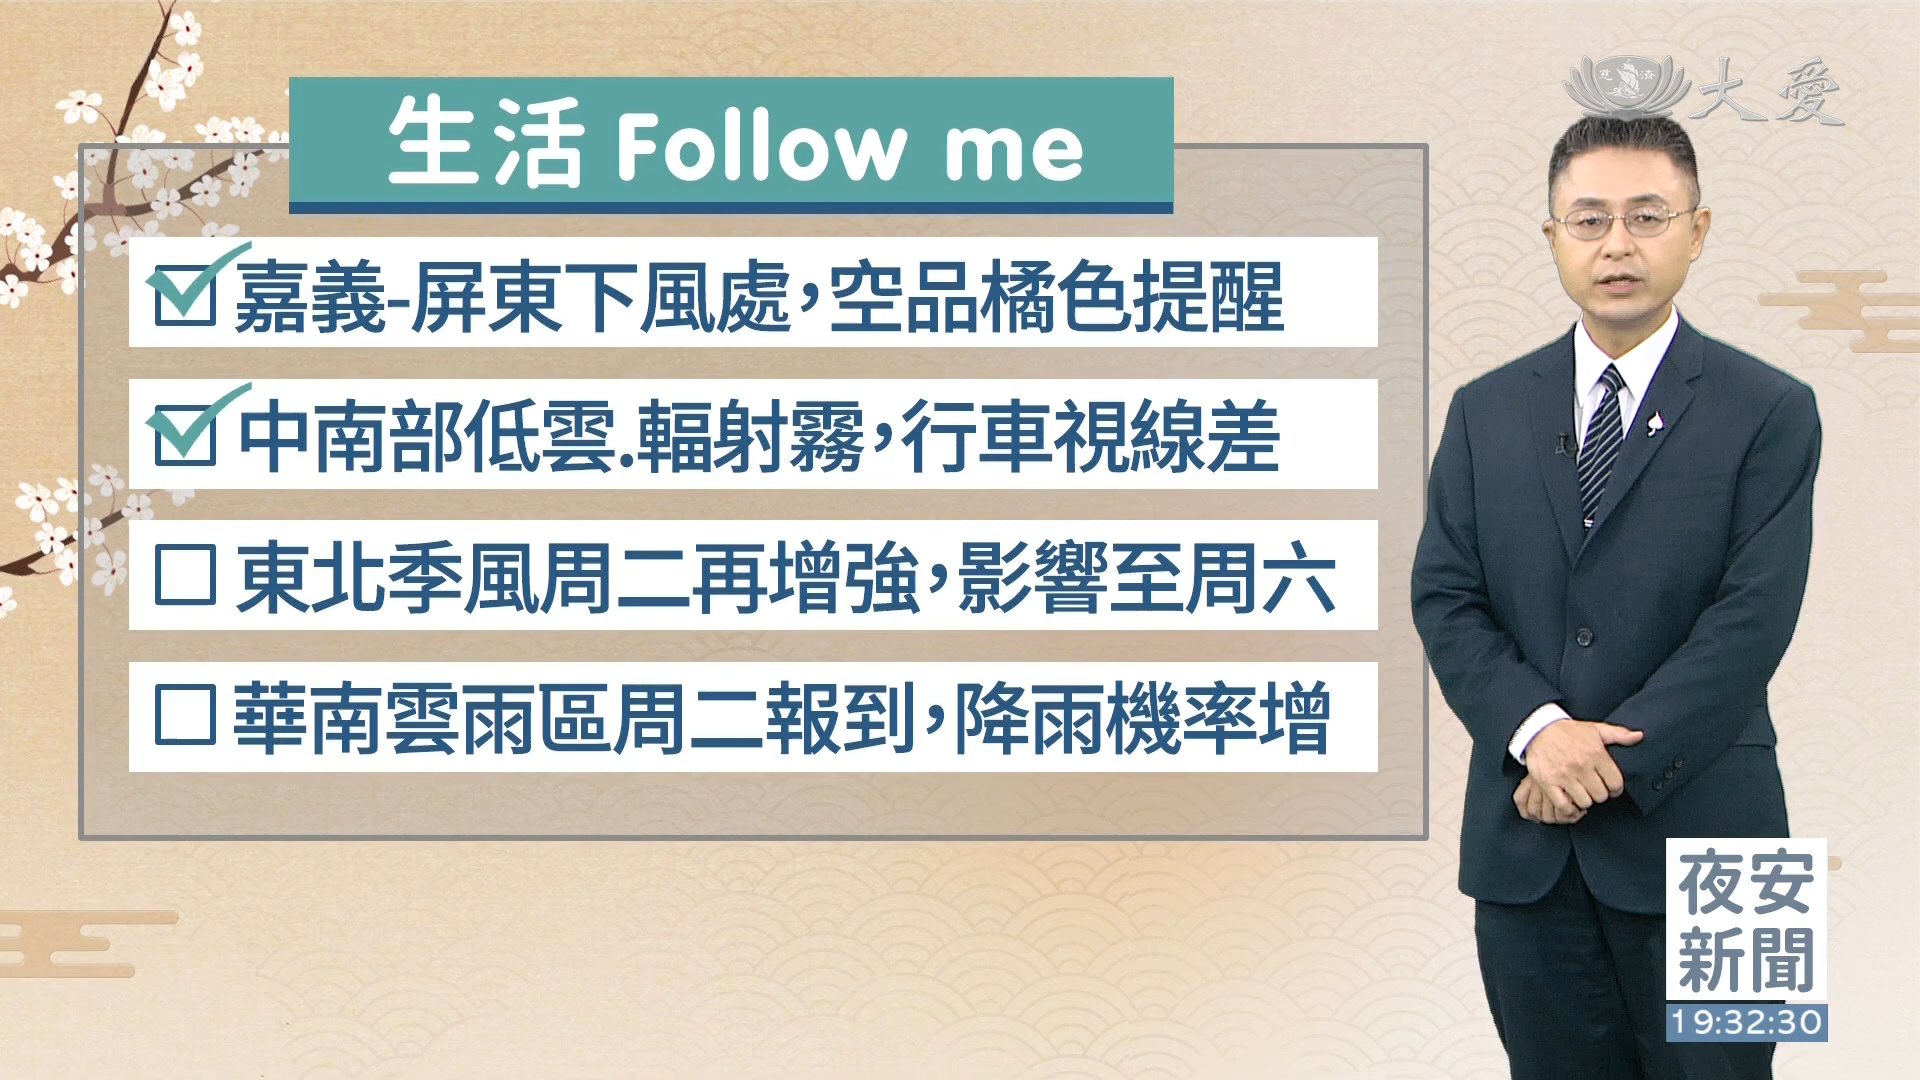 慈濟
大愛
生活 Follow me
嘉義-屏東下風處,空品橘色提醒
中南部低雲.輻射霧,行車視線差
東北季風周二再增強,影響至周六
華南雲雨區周二報到,降雨機率增
夜安
新聞
19:32:30